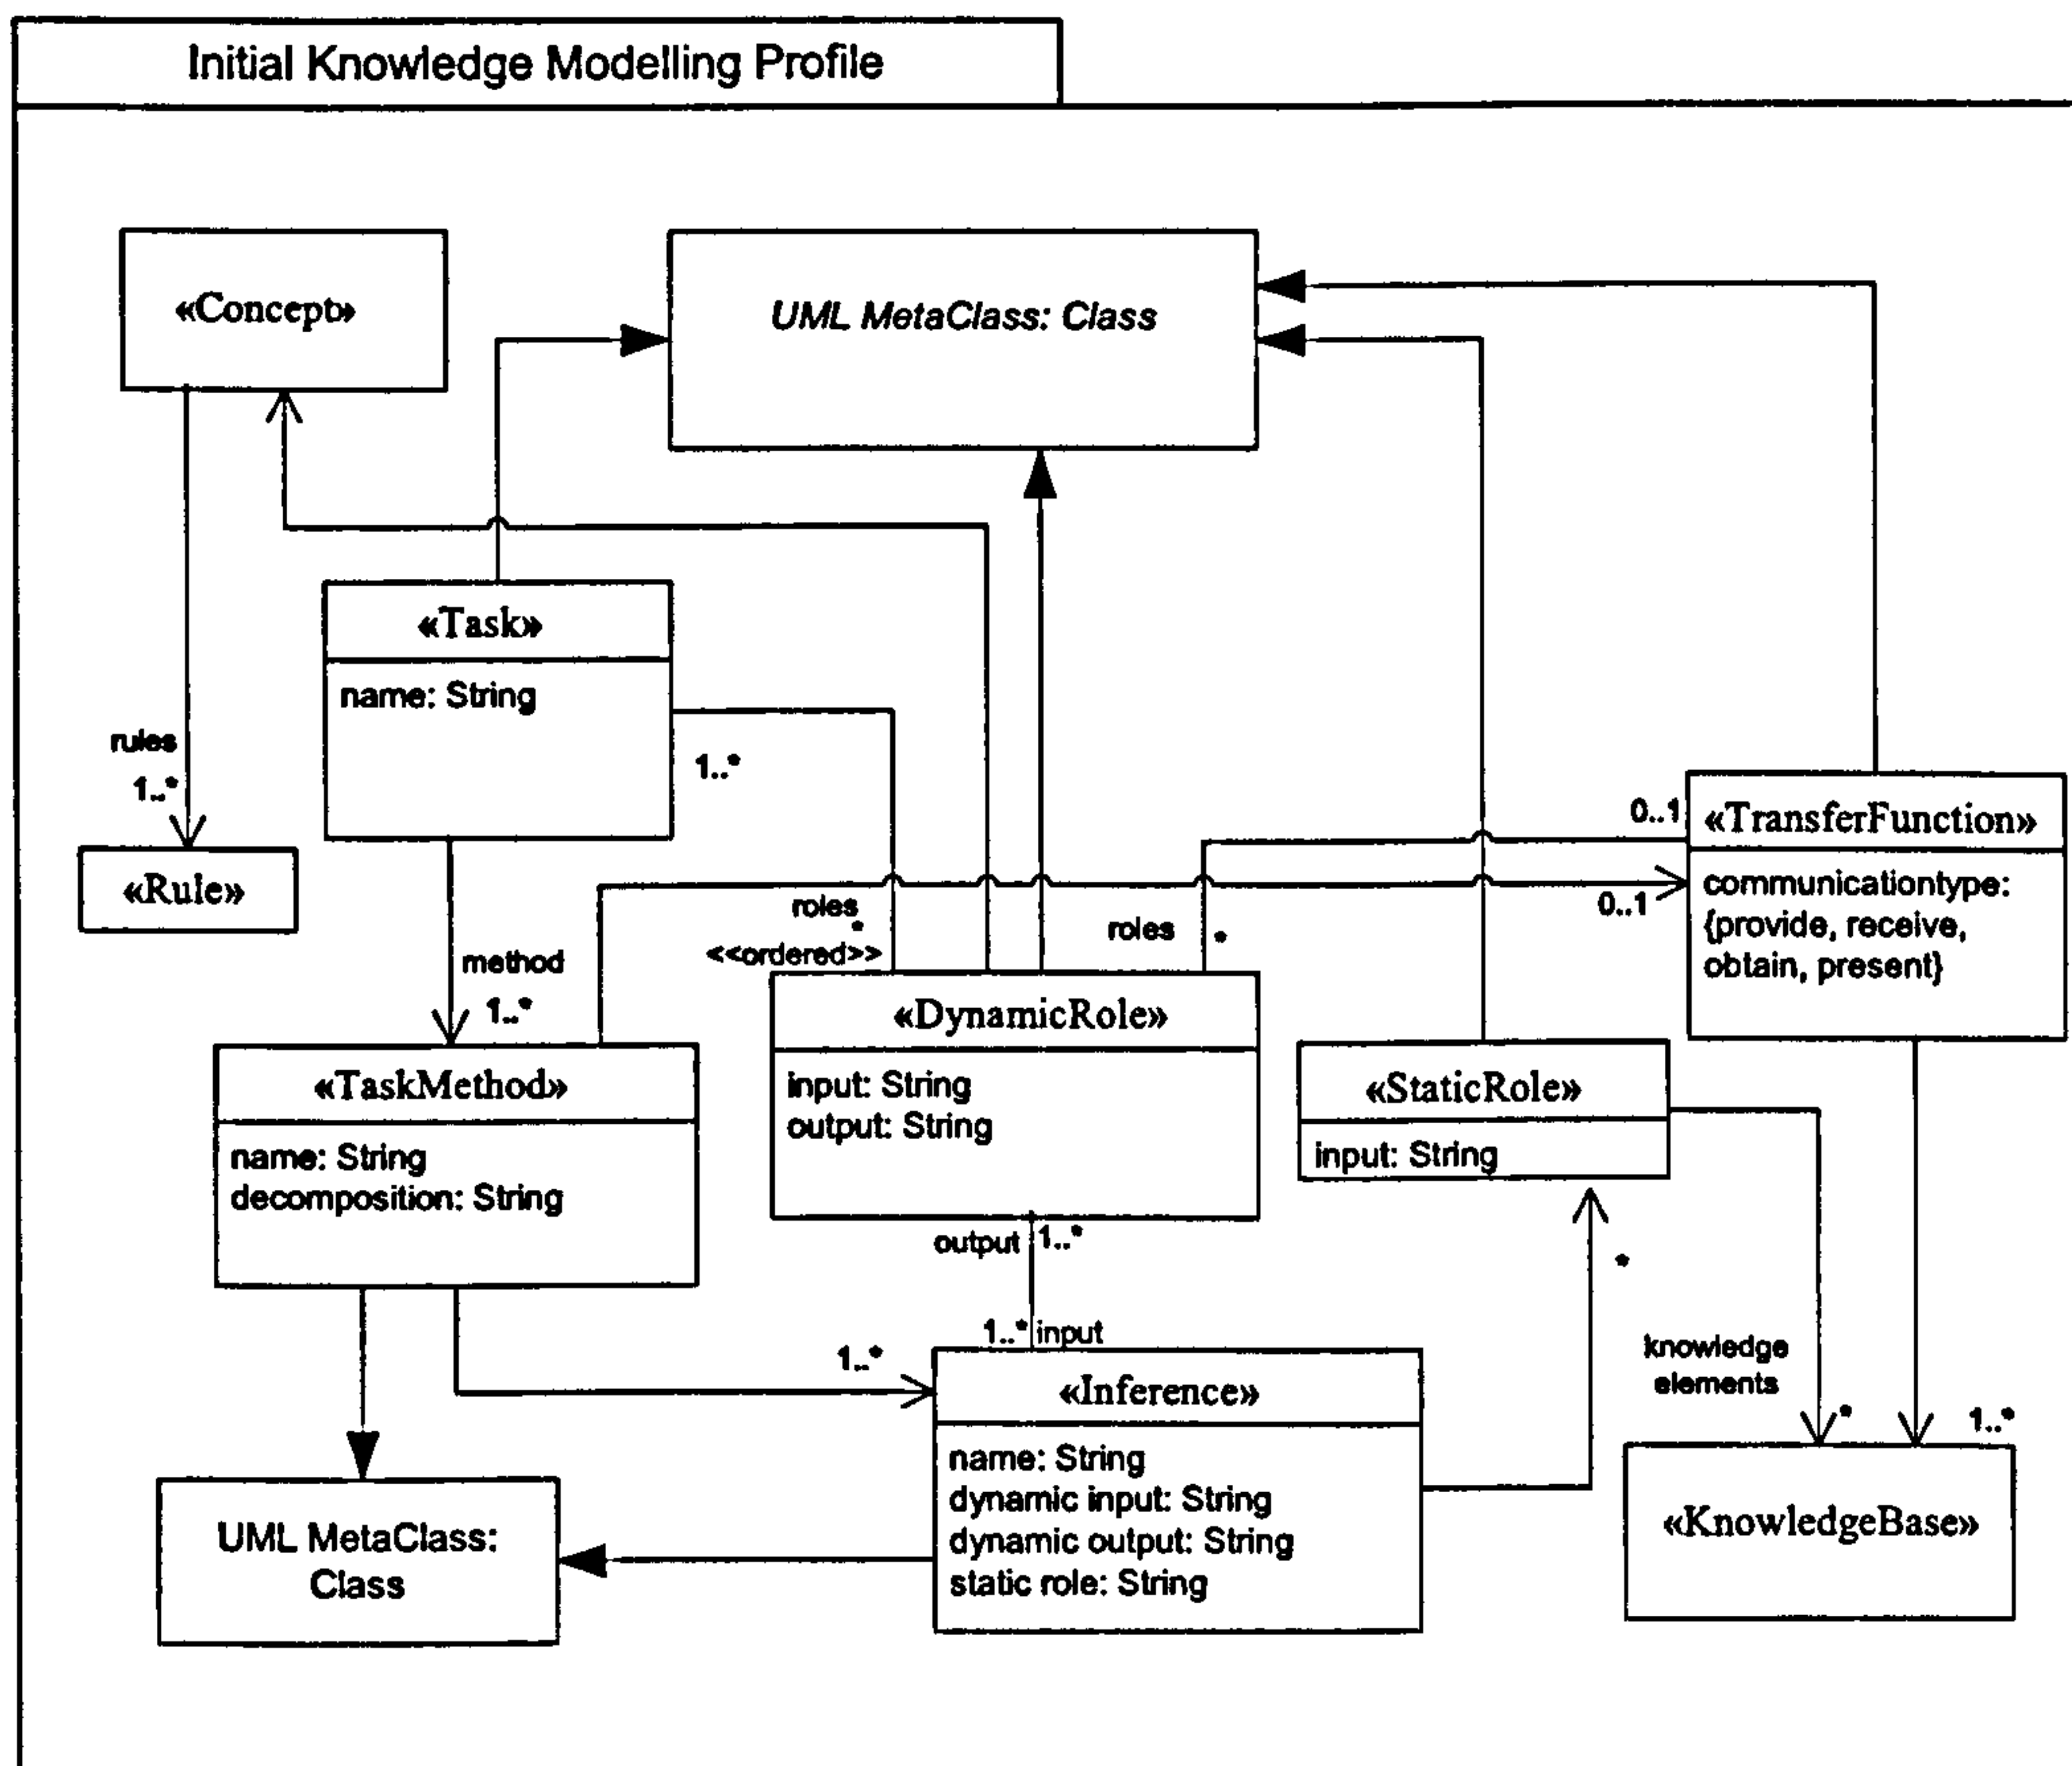 Initial Knowledge Modelling Profile
«Concept»
UML MetaClass: Class
«Task»
name: String
rules
1..*
1..*
«Rule»
0..1
«TransferFunction»
communicationtype:
{provide, receive,
obtain, present}
roles
*
<<ordered>>
roles
*
0..1
method
1..*
«DynamicRole»
input: String
output: String
«TaskMethod»
name: String
decomposition: String
«StaticRole»
input: String
output
1..*
*
1..*
input
1..*
knowledge
elements
*
1..*
«Inference»
name: String
dynamic input: String
dynamic output: String
static role: String
UML MetaClass:
Class
«KnowledgeBase»